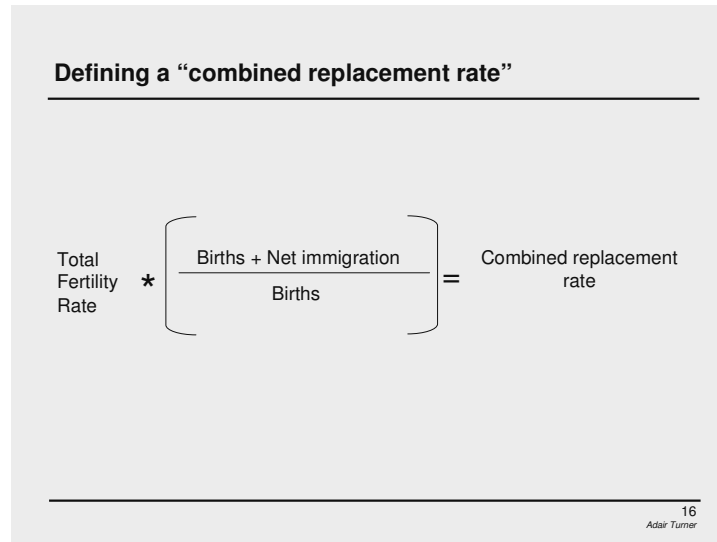 Defining a “combined replacement rate”
Total
Fertility
Rate
*
Births + Net immigration
Births
=
Combined replacement
rate
16
Adair Turner